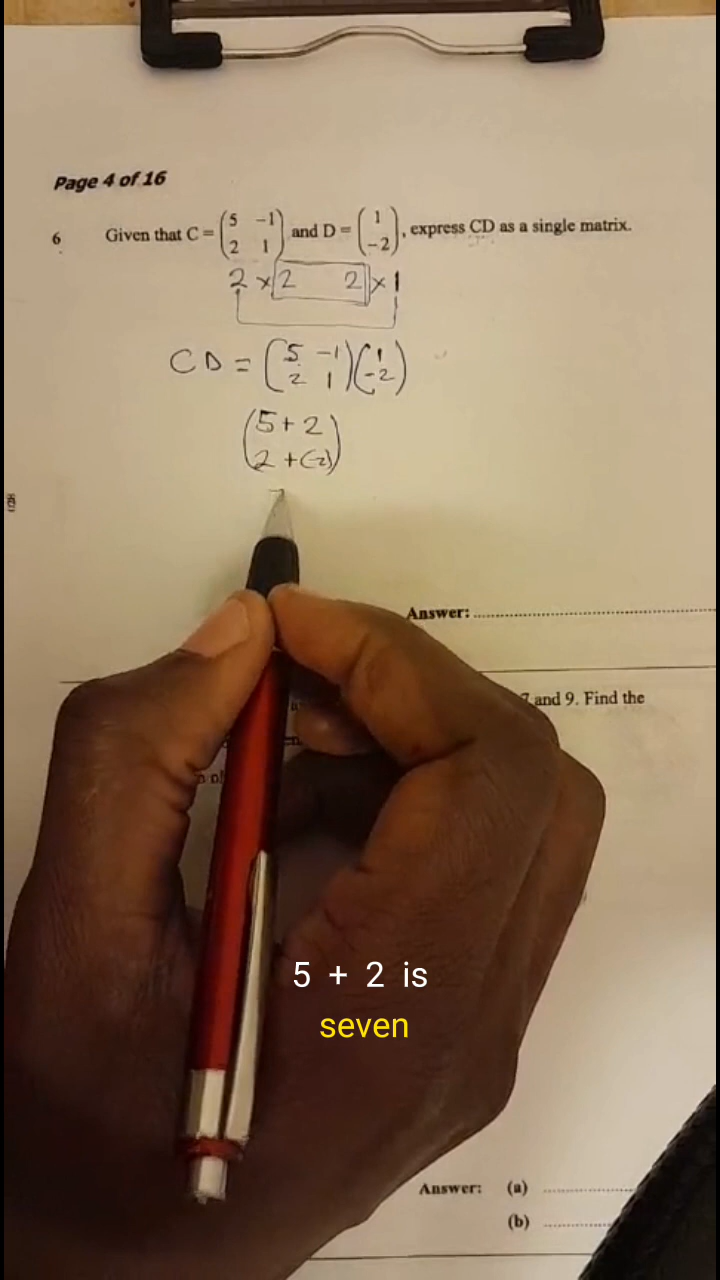 Page 4 of 16
6 Given that C = (5 -1 2 1) and D = (1 -2), express CD as a single matrix.
2 × 2 2 × 1
CD = (5 -1 2 1)(1 -2)
(5 + 2
2 + (-2))
7
Answer: ..........
7 and 9. Find the
5 + 2 is
seven
Answer: (a) ..........
(b) ..........